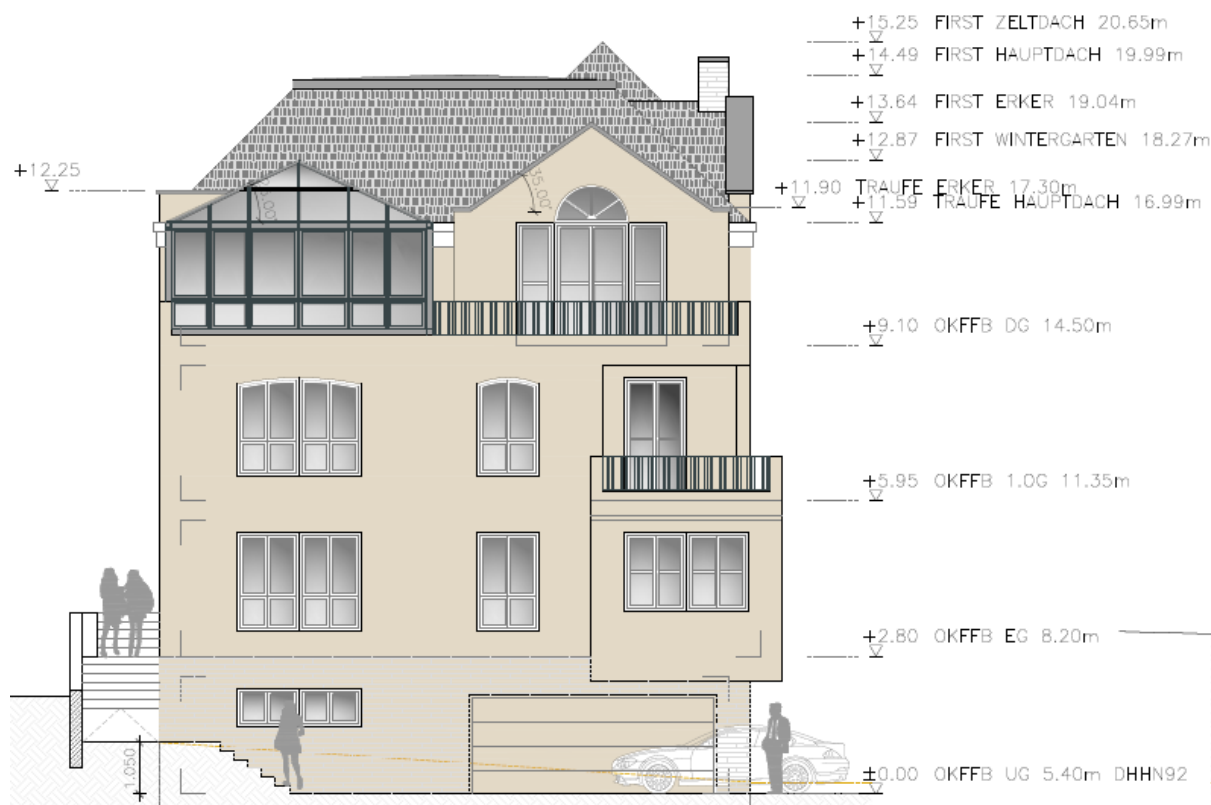 +15.25 FIRST ZELTDACH 20.65m
+14.49 FIRST HAUPTDACH 19.99m
+13.64 FIRST ERKER 19.04m
+12.87 FIRST WINTERGARTEN 18.27m
+12.25
+11.90 TRAUFE ERKER 17.30m
+11.59 TRAUFE HAUPTDACH 16.99m
35.00°
+9.10 OKFFB DG 14.50m
+5.95 OKFFB 1.OG 11.35m
+2.80 OKFFB EG 8.20m
1.050
±0.00 OKFFB UG 5.40m DHHN92